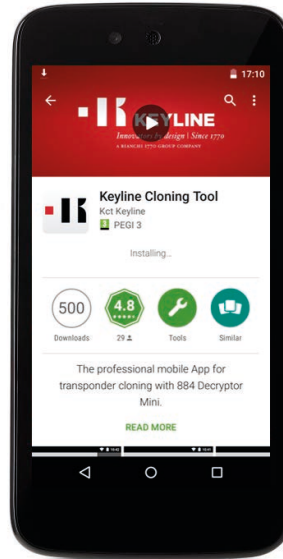 17:10
KEYLINE
Innovators by design | Since 1770
A BIANCHI 1770 GROUP COMPANY
Keyline Cloning Tool
Kct Keyline
3 PEGI 3
Installing...
500
4.8
Downloads
29
Tools
Similar
The professional mobile App for
transponder cloning with 884 Decryptor
Mini.
READ MORE